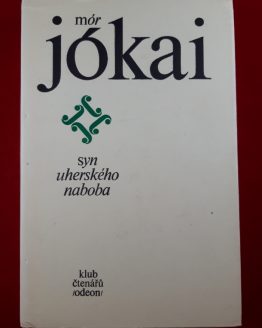 mór
jókai
syn
uherského
naboba
klub
čtenářů
/odeon/